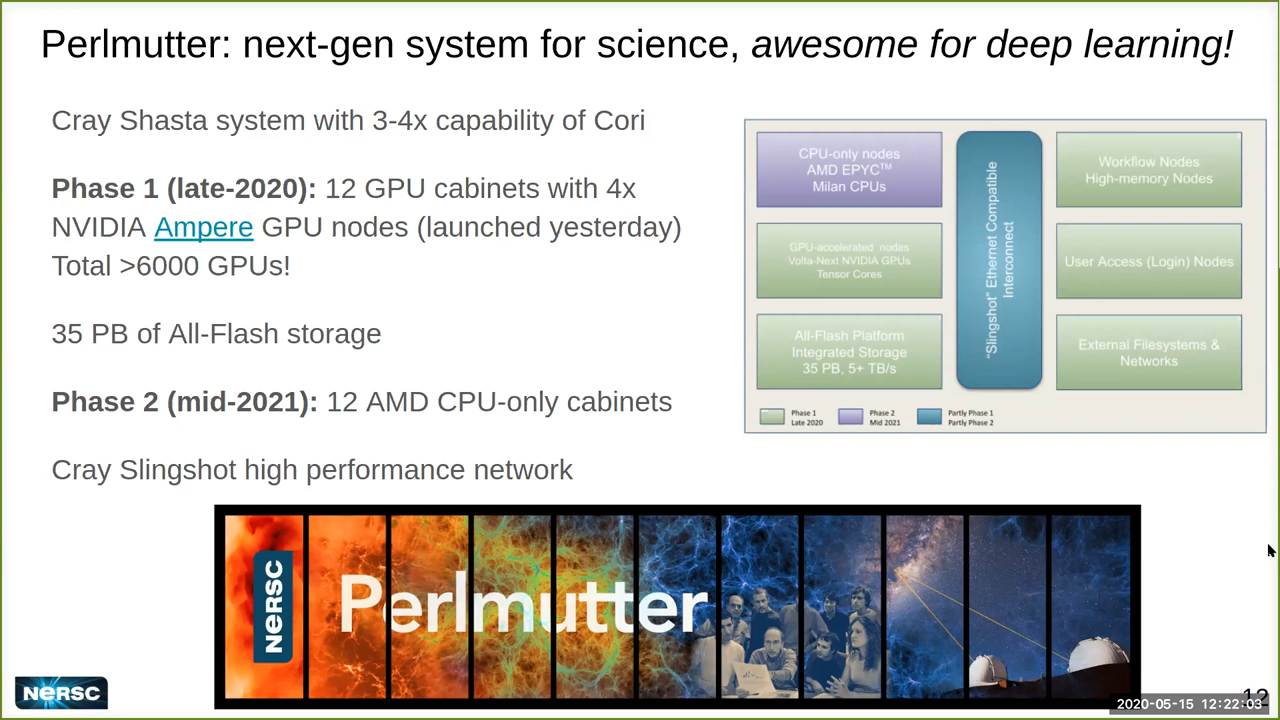 Perlmutter: next-gen system for science, awesome for deep learning!
Cray Shasta system with 3-4x capability of Cori
Phase 1 (late-2020): 12 GPU cabinets with 4x
NVIDIA Ampere GPU nodes (launched yesterday)
Total >6000 GPUs!
35 PB of All-Flash storage
Phase 2 (mid-2021): 12 AMD CPU-only cabinets
Cray Slingshot high performance network
CPU-only nodes
AMD EPYC™
Milan CPUs
GPU-accelerated nodes
Volta-Next NVIDIA GPUs
Tensor Cores
All-Flash Platform
Integrated Storage
35 PB, 5+ TB/s
"Slingshot" Ethernet Compatible
Interconnect
Workflow Nodes
High-memory Nodes
User Access (Login) Nodes
External Filesystems &
Networks
Phase 1
Late 2020
Phase 2
Mid 2021
Partly Phase 1
Partly Phase 2
NERSC
Perlmutter
NERSC
12
2020-05-15 12:22:03